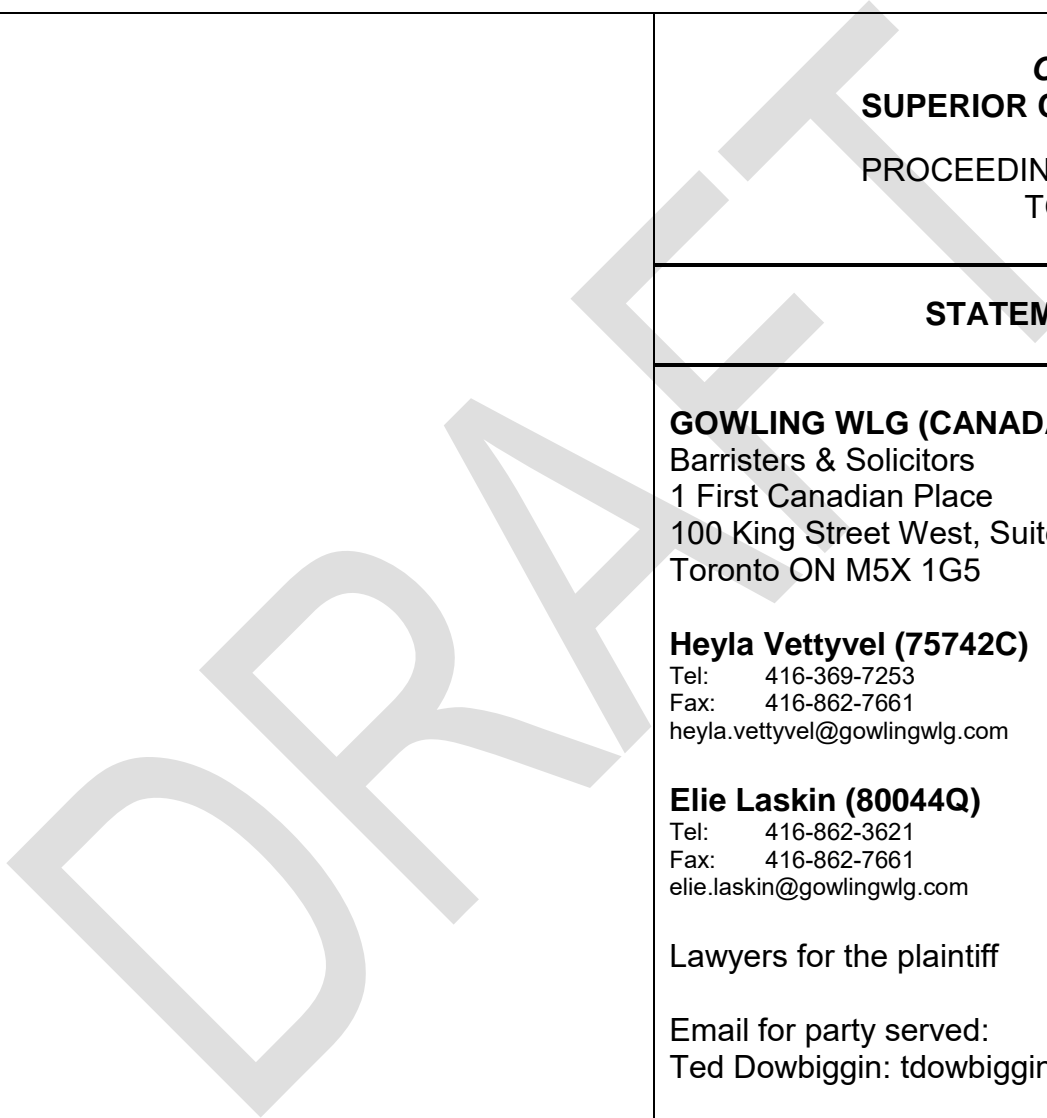 SUPERIOR
PROCEEDIN
STATEM
GOWLING WLG (CANADA
Barristers & Solicitors
1 First Canadian Place
100 King Street West, Suite
Toronto ON M5X 1G5
Heyla Vettyvel (75742C)
Tel: 416-369-7253
Fax: 416-862-7661
heyla.vettyvel@gowlingwlg.com
Elie Laskin (80044Q)
Tel: 416-862-3621
Fax: 416-862-7661
elie.laskin@gowlingwlg.com
Lawyers for the plaintiff
Email for party served:
Ted Dowbiggin: tdowbiggin
DRAFT